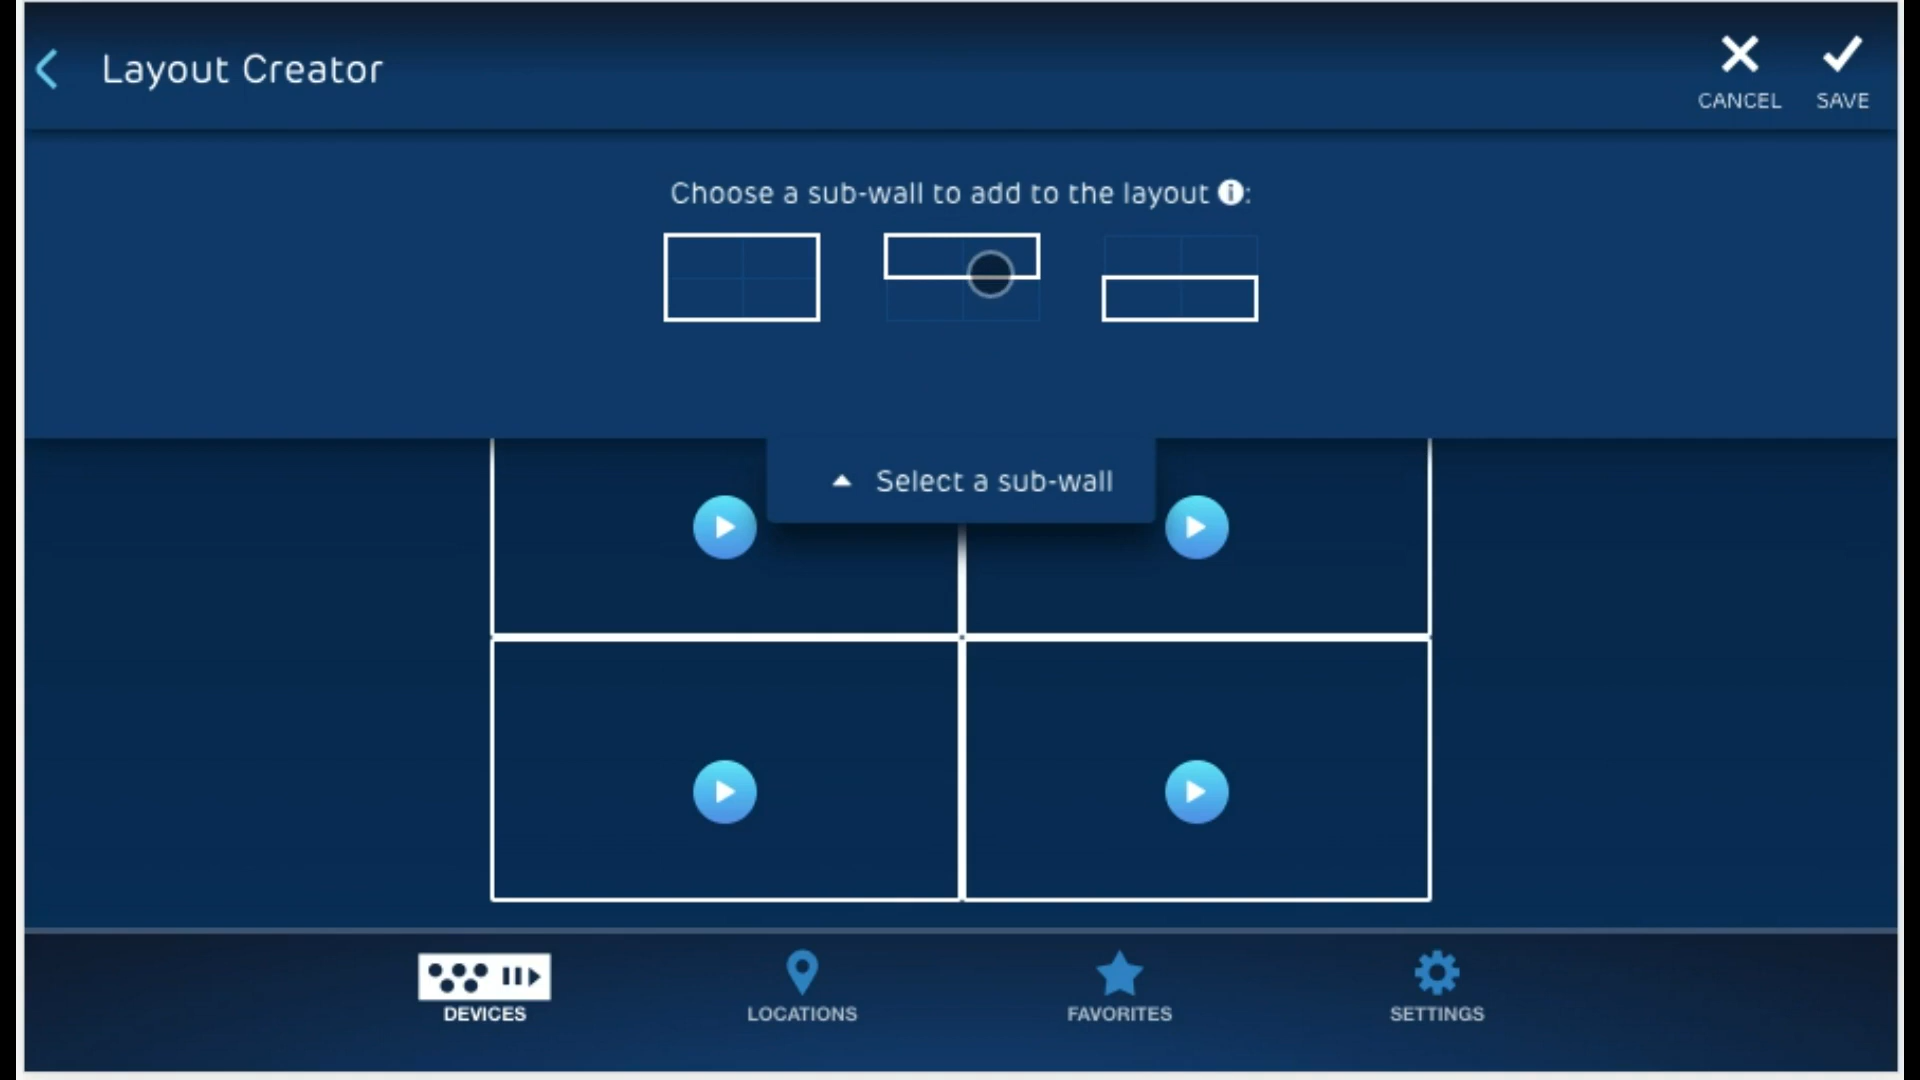 Layout Creator
CANCEL
SAVE
Choose a sub-wall to add to the layout i:
Select a sub-wall
DEVICES
LOCATIONS
FAVORITES
SETTINGS